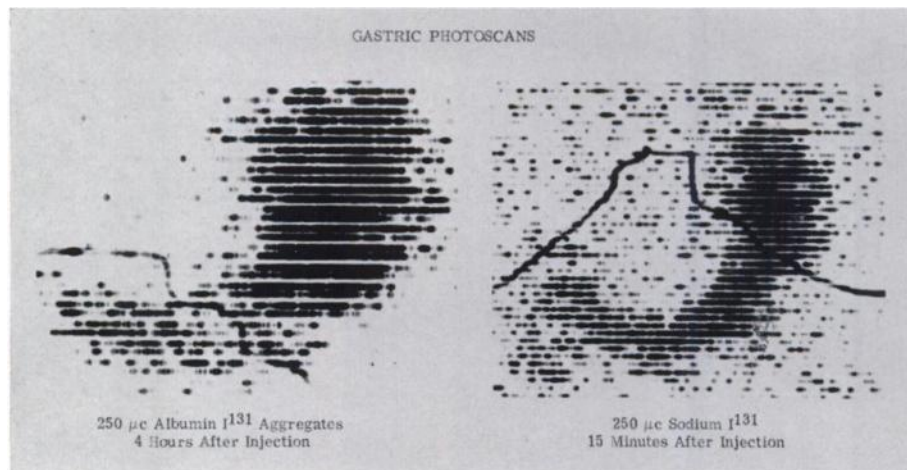 GASTRIC PHOTOSCANS
250 μc Albumin I131 Aggregates
4 Hours After Injection
250 μc Sodium I131
15 Minutes After Injection